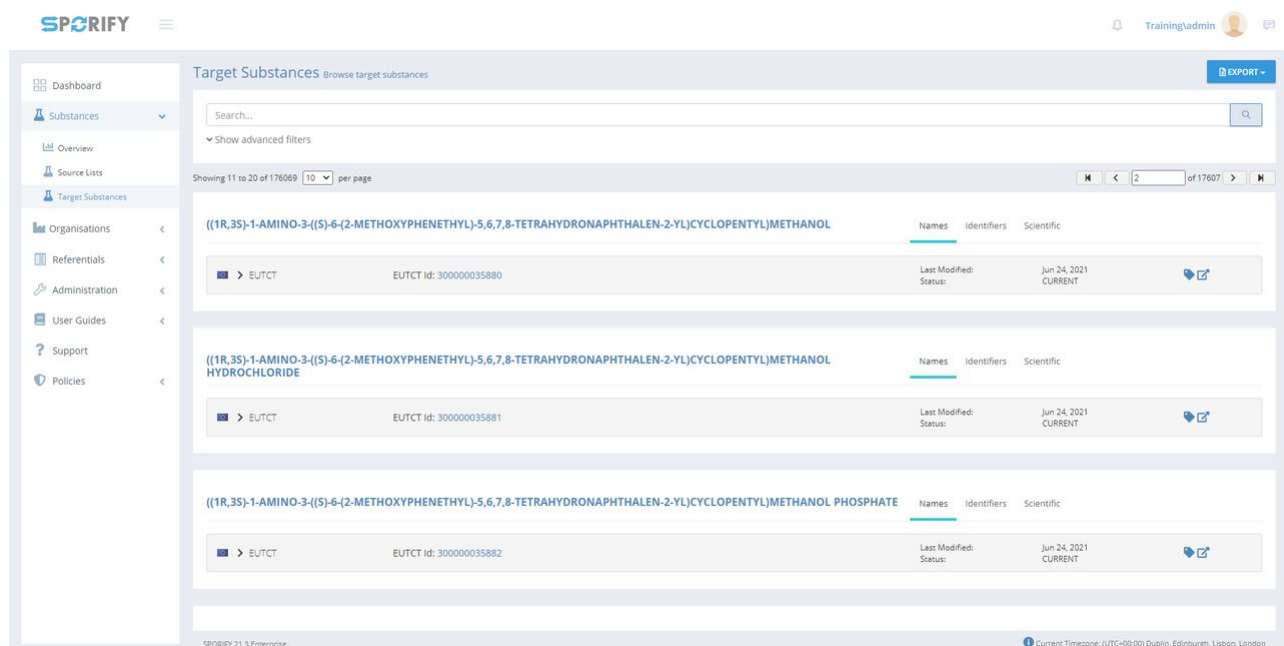 SPORIFY
Training\admin
Dashboard
Substances
Overview
Source Lists
Target Substances
Organisations
Referentials
Administration
User Guides
Support
Policies
Target Substances Browse target substances
EXPORT
Search...
Show advanced filters
Showing 11 to 20 of 176069 10 per page
2 of 17607
((1R,3S)-1-AMINO-3-((S)-6-(2-METHOXYPHENETHYL)-5,6,7,8-TETRAHYDRONAPHTHALEN-2-YL)CYCLOPENTYL)METHANOL
Names Identifiers Scientific
EUTCT EUTCT Id: 300000035880
Last Modified: Jun 24, 2021
Status: CURRENT
((1R,3S)-1-AMINO-3-((S)-6-(2-METHOXYPHENETHYL)-5,6,7,8-TETRAHYDRONAPHTHALEN-2-YL)CYCLOPENTYL)METHANOL
HYDROCHLORIDE
Names Identifiers Scientific
EUTCT EUTCT Id: 300000035881
Last Modified: Jun 24, 2021
Status: CURRENT
((1R,3S)-1-AMINO-3-((S)-6-(2-METHOXYPHENETHYL)-5,6,7,8-TETRAHYDRONAPHTHALEN-2-YL)CYCLOPENTYL)METHANOL PHOSPHATE
Names Identifiers Scientific
EUTCT EUTCT Id: 300000035882
Last Modified: Jun 24, 2021
Status: CURRENT
SPORIFY 21.3 Enterprise
Current Timezone: (UTC+00:00) Dublin, Edinburgh, Lisbon, London